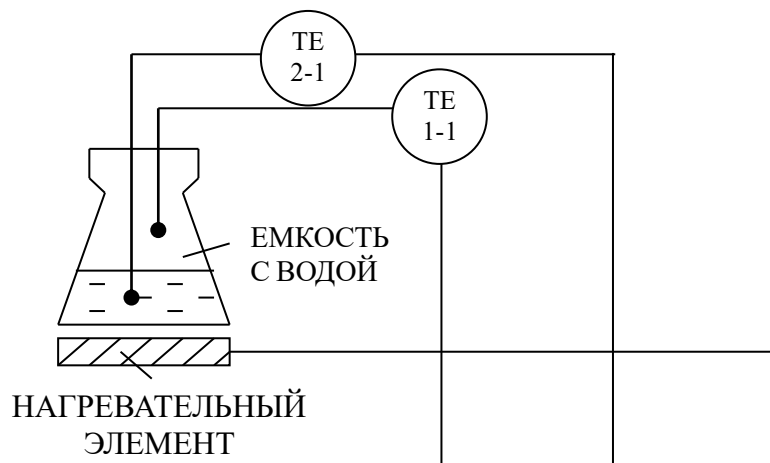 TE
2-1
TE
1-1
ЕМКОСТЬ
С ВОДОЙ
НАГРЕВАТЕЛЬНЫЙ
ЭЛЕМЕНТ